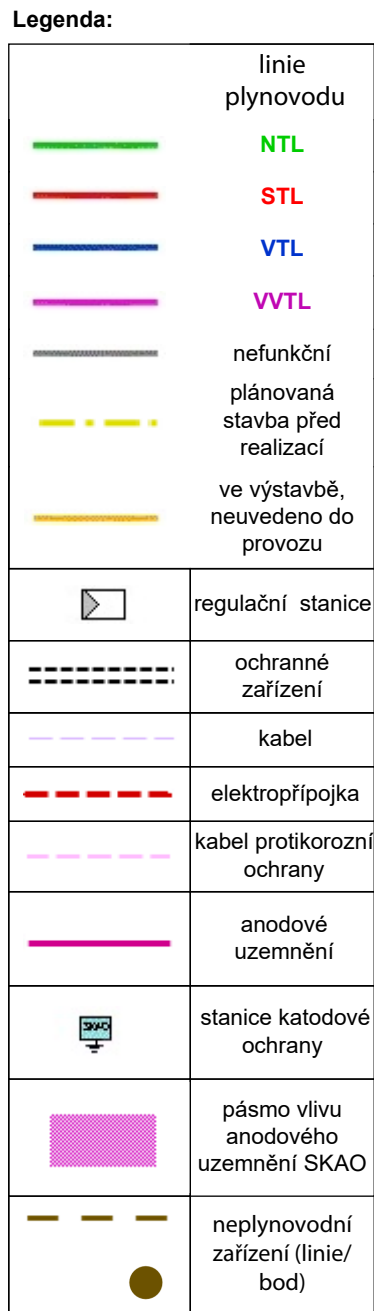 Legenda:
linie
plynovodu
NTL
STL
VTL
VVTL
nefunkční
plánovaná
stavba před
realizací
ve výstavbě,
neuvedeno do
provozu
regulační stanice
ochranné
zařízení
kabel
elektropřípojka
kabel protikorozní
ochrany
anodové
uzemnění
SKAO
stanice katodové
ochrany
pásmo vlivu
anodového
uzemnění SKAO
neplynovodní
zařízení (linie/
bod)